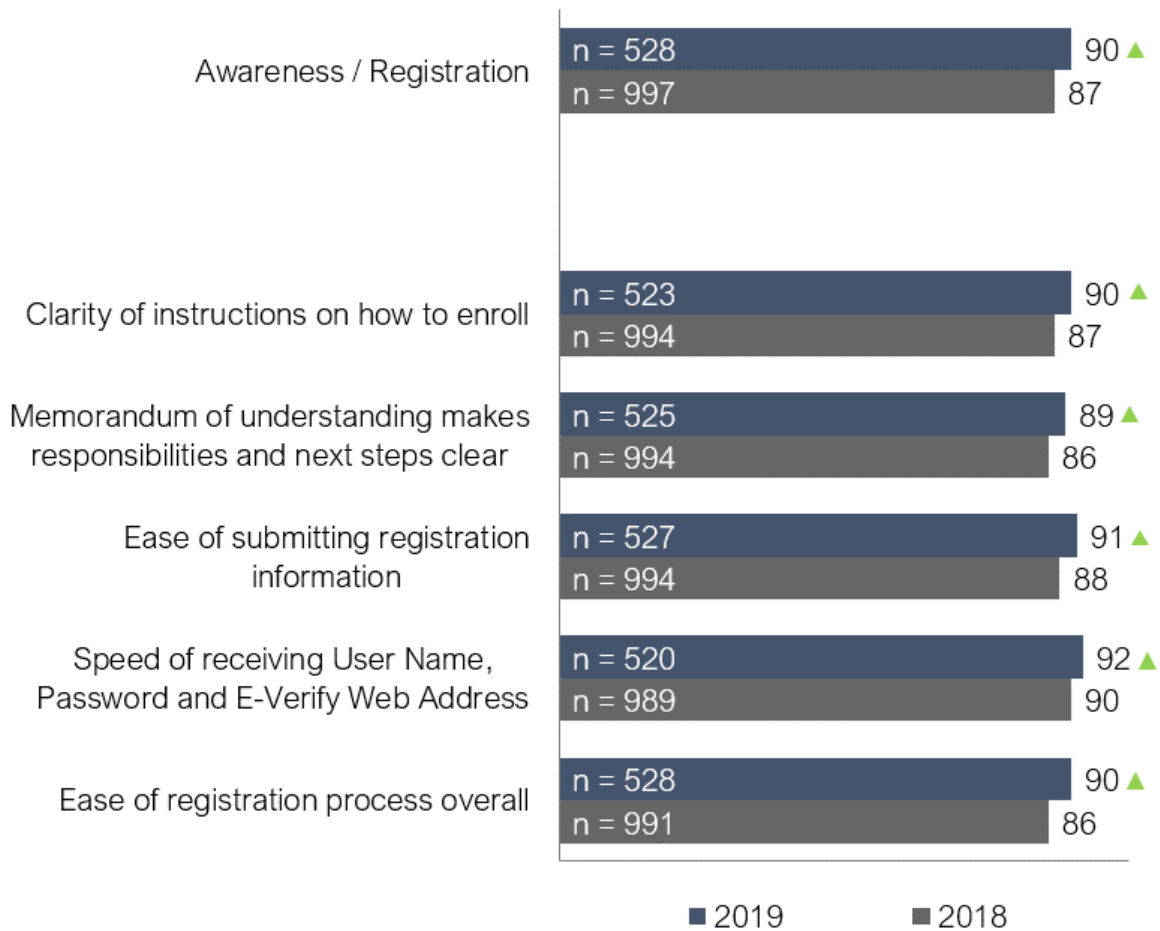 Awareness / Registration
n = 528
90
n = 997
87
Clarity of instructions on how to enroll
n = 523
90
n = 994
87
Memorandum of understanding makes
responsibilities and next steps clear
n = 525
89
n = 994
86
Ease of submitting registration
information
n = 527
91
n = 994
88
Speed of receiving User Name,
Password and E-Verify Web Address
n = 520
92
n = 989
90
Ease of registration process overall
n = 528
90
n = 991
86
2019
2018